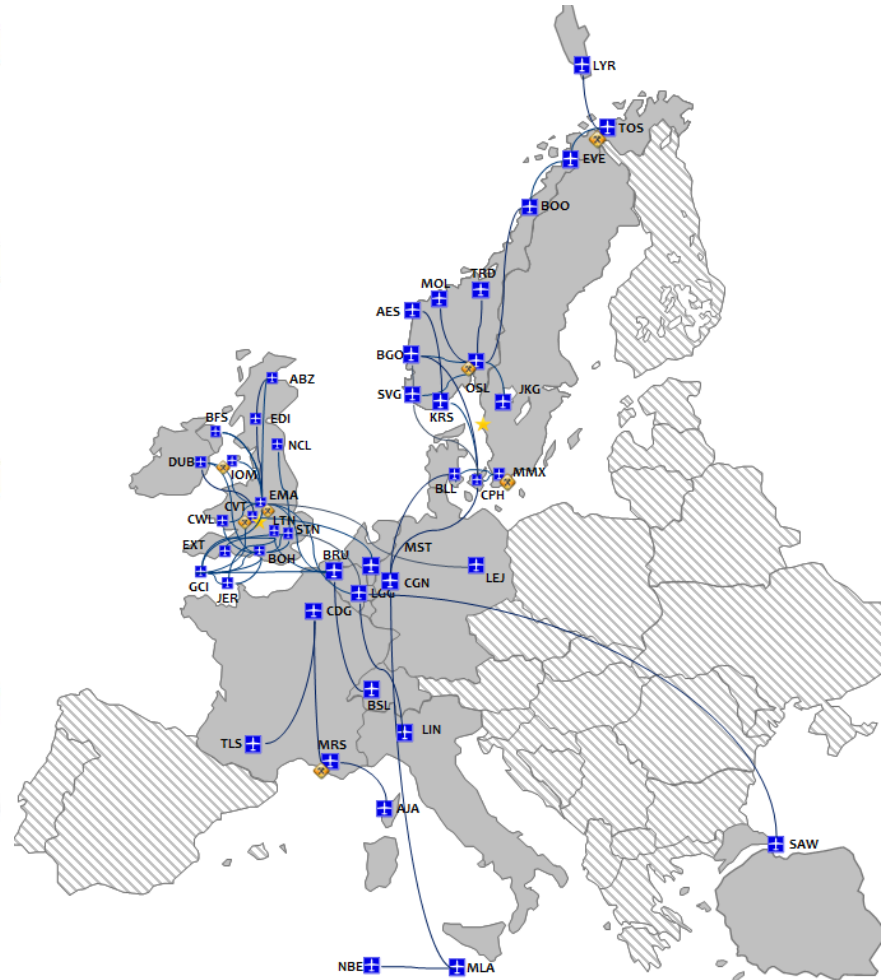 LYR
TOS
EVE
BOO
TRD
MOL
AES
BGO
OSL
JKG
SVG
KRS
ABZ
BFS
EDI
NCL
DUB
IOM
MMX
BLL
CPH
EMA
CVT
CWL
LTN
STN
EXT
BOH
BRU
MST
LEJ
GCI
JER
LGG
CGN
CDG
BSL
LIN
TLS
MRS
AJA
SAW
NBE
MLA